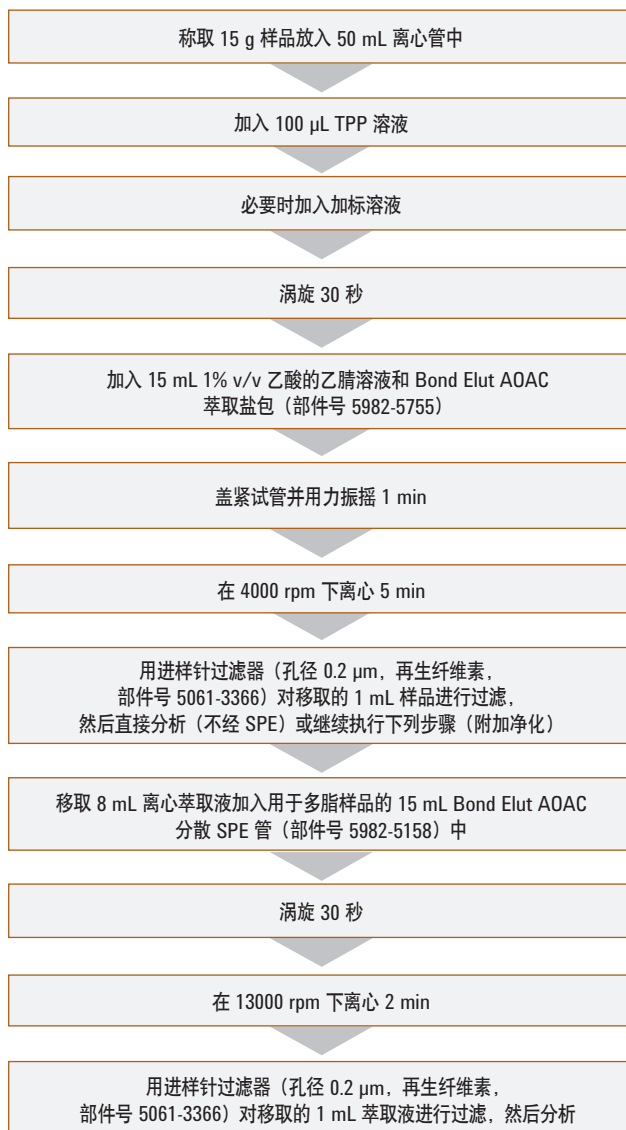 称取 15 g 样品放入 50 mL 离心管中
加入 100 µL TPP 溶液
必要时加入加标溶液
涡旋 30 秒
加入 15 mL 1% v/v 乙酸的乙腈溶液和 Bond Elut AOAC
萃取盐包（部件号 5982-5755）
盖紧试管并用力振摇 1 min
在 4000 rpm 下离心 5 min
用进样针过滤器（孔径 0.2 µm，再生纤维素，
部件号 5061-3366）对移取的 1 mL 样品进行过滤，
然后直接分析（不经 SPE）或继续执行下列步骤（附加净化）
移取 8 mL 离心萃取液加入用于多脂样品的 15 mL Bond Elut AOAC
分散 SPE 管（部件号 5982-5158）中
涡旋 30 秒
在 13000 rpm 下离心 2 min
用进样针过滤器（孔径 0.2 µm，再生纤维素，
部件号 5061-3366）对移取的 1 mL 萃取液进行过滤，然后分析